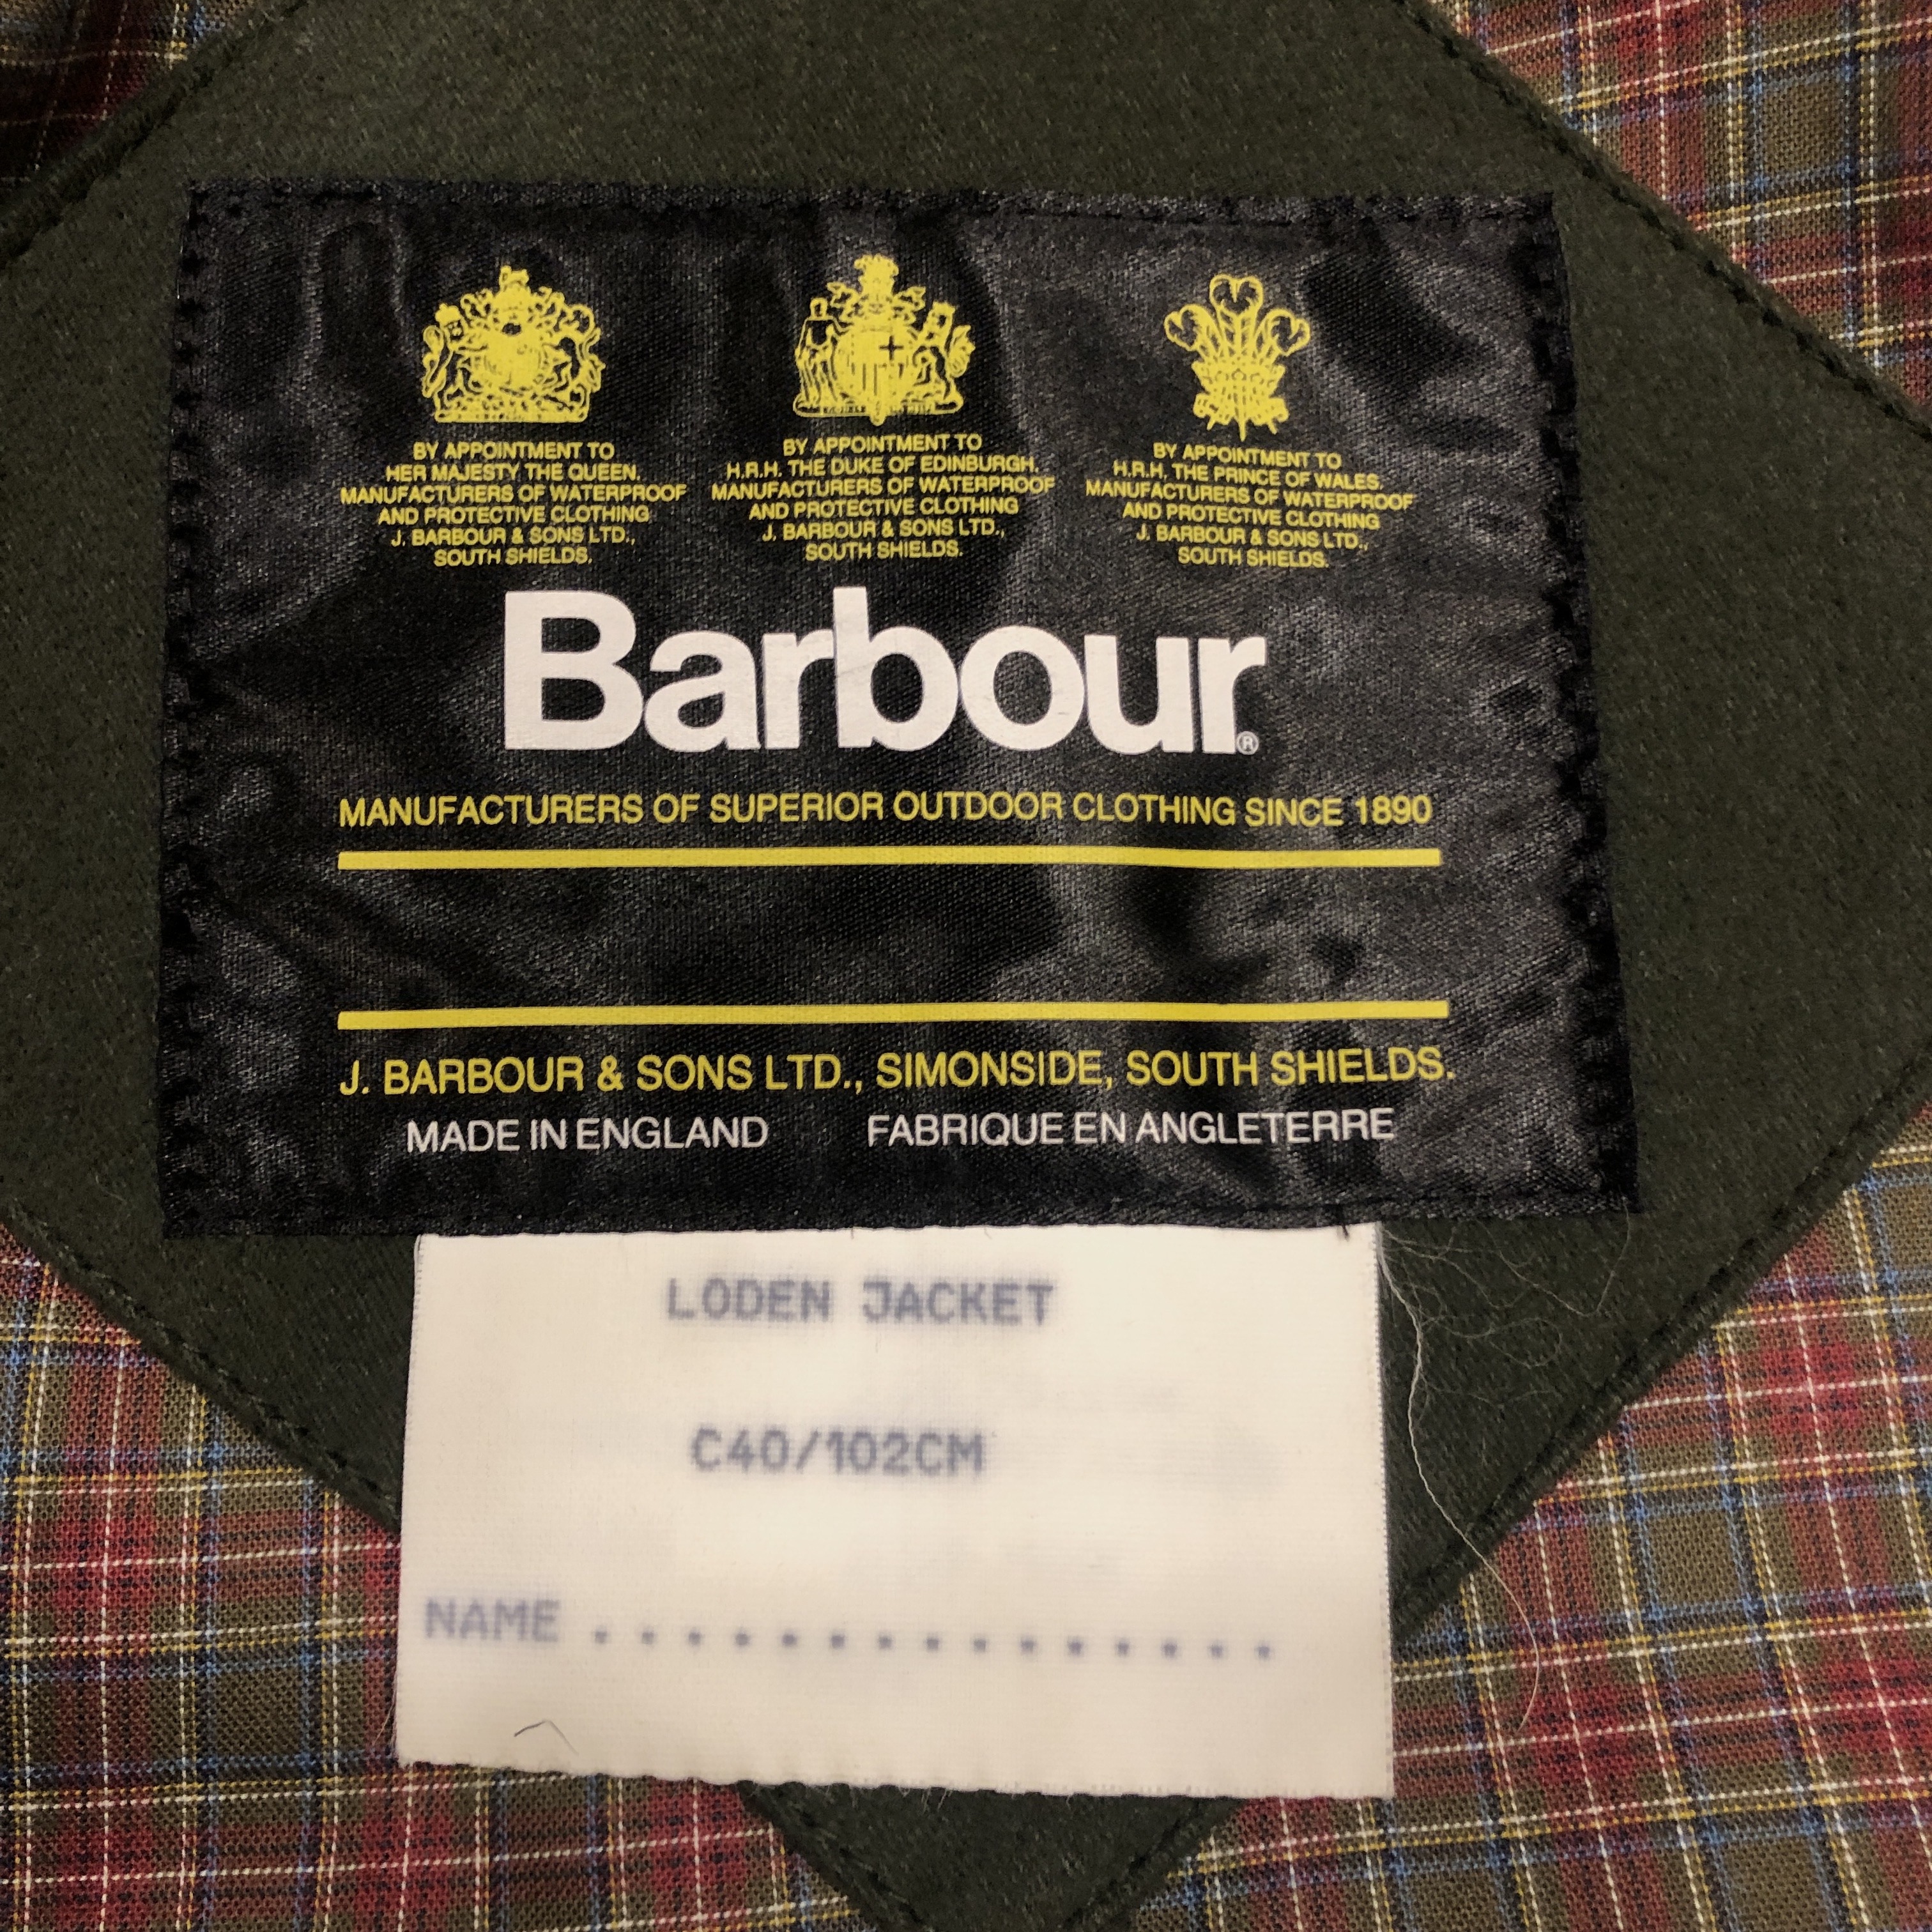 BY APPOINTMENT TO
HER MAJESTY THE QUEEN.
MANUFACTURERS OF WATERPROOF
AND PROTECTIVE CLOTHING
J. BARBOUR & SONS LTD.,
SOUTH SHIELDS.
BY APPOINTMENT TO
H.R.H. THE DUKE OF EDINBURGH.
MANUFACTURERS OF WATERPROOF
AND PROTECTIVE CLOTHING
J. BARBOUR & SONS LTD.,
SOUTH SHIELDS.
BY APPOINTMENT TO
H.R.H. THE PRINCE OF WALES.
MANUFACTURERS OF WATERPROOF
AND PROTECTIVE CLOTHING
J. BARBOUR & SONS LTD.,
SOUTH SHIELDS.
Barbour®
MANUFACTURERS OF SUPERIOR OUTDOOR CLOTHING SINCE 1890
J. BARBOUR & SONS LTD., SIMONSIDE, SOUTH SHIELDS.
MADE IN ENGLAND FABRIQUE EN ANGLETERRE
LODEN JACKET
C40/102CM
NAME ...............